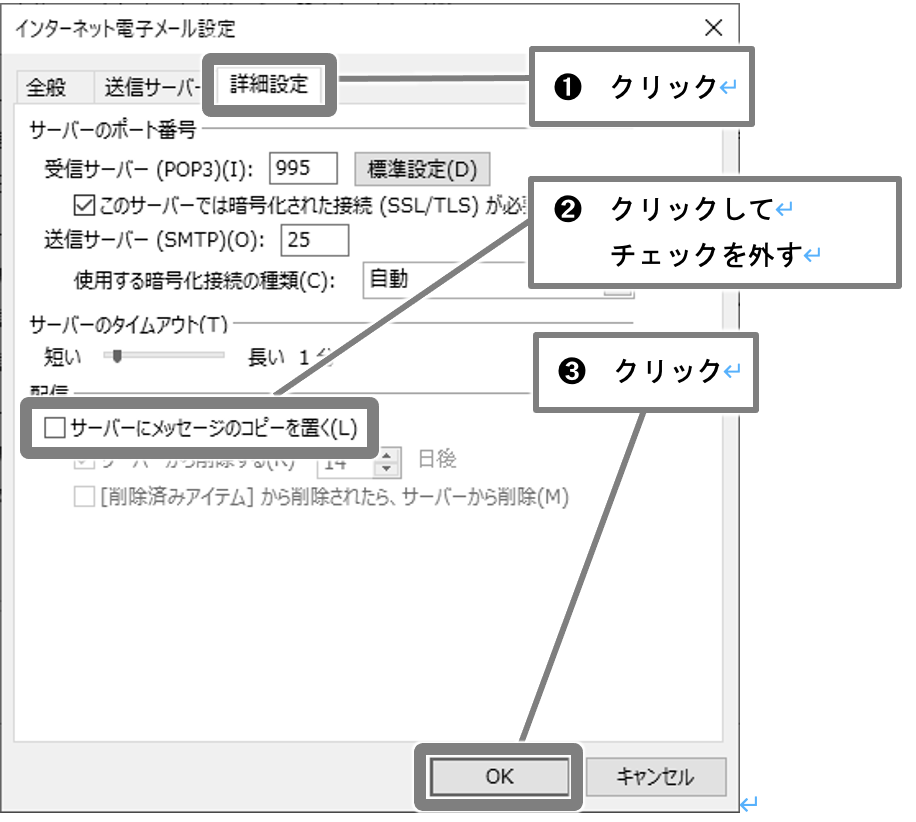 インターネット電子メール設定
全般 送信サーバー 詳細設定
❶ クリック↵
サーバーのポート番号
受信サーバー (POP3)(I): 995 標準設定(D)
このサーバーでは暗号化された接続 (SSL/TLS) が必
❷ クリックして↵
チェックを外す↵
送信サーバー (SMTP)(O): 25
使用する暗号化接続の種類(C): 自動
サーバーのタイムアウト(T)
短い 長い 1 分
❸ クリック↵
配信
サーバーにメッセージのコピーを置く(L)
サーバーから削除する(R) 14 日後
[削除済みアイテム] から削除されたら、サーバーから削除(M)
OK キャンセル
↵